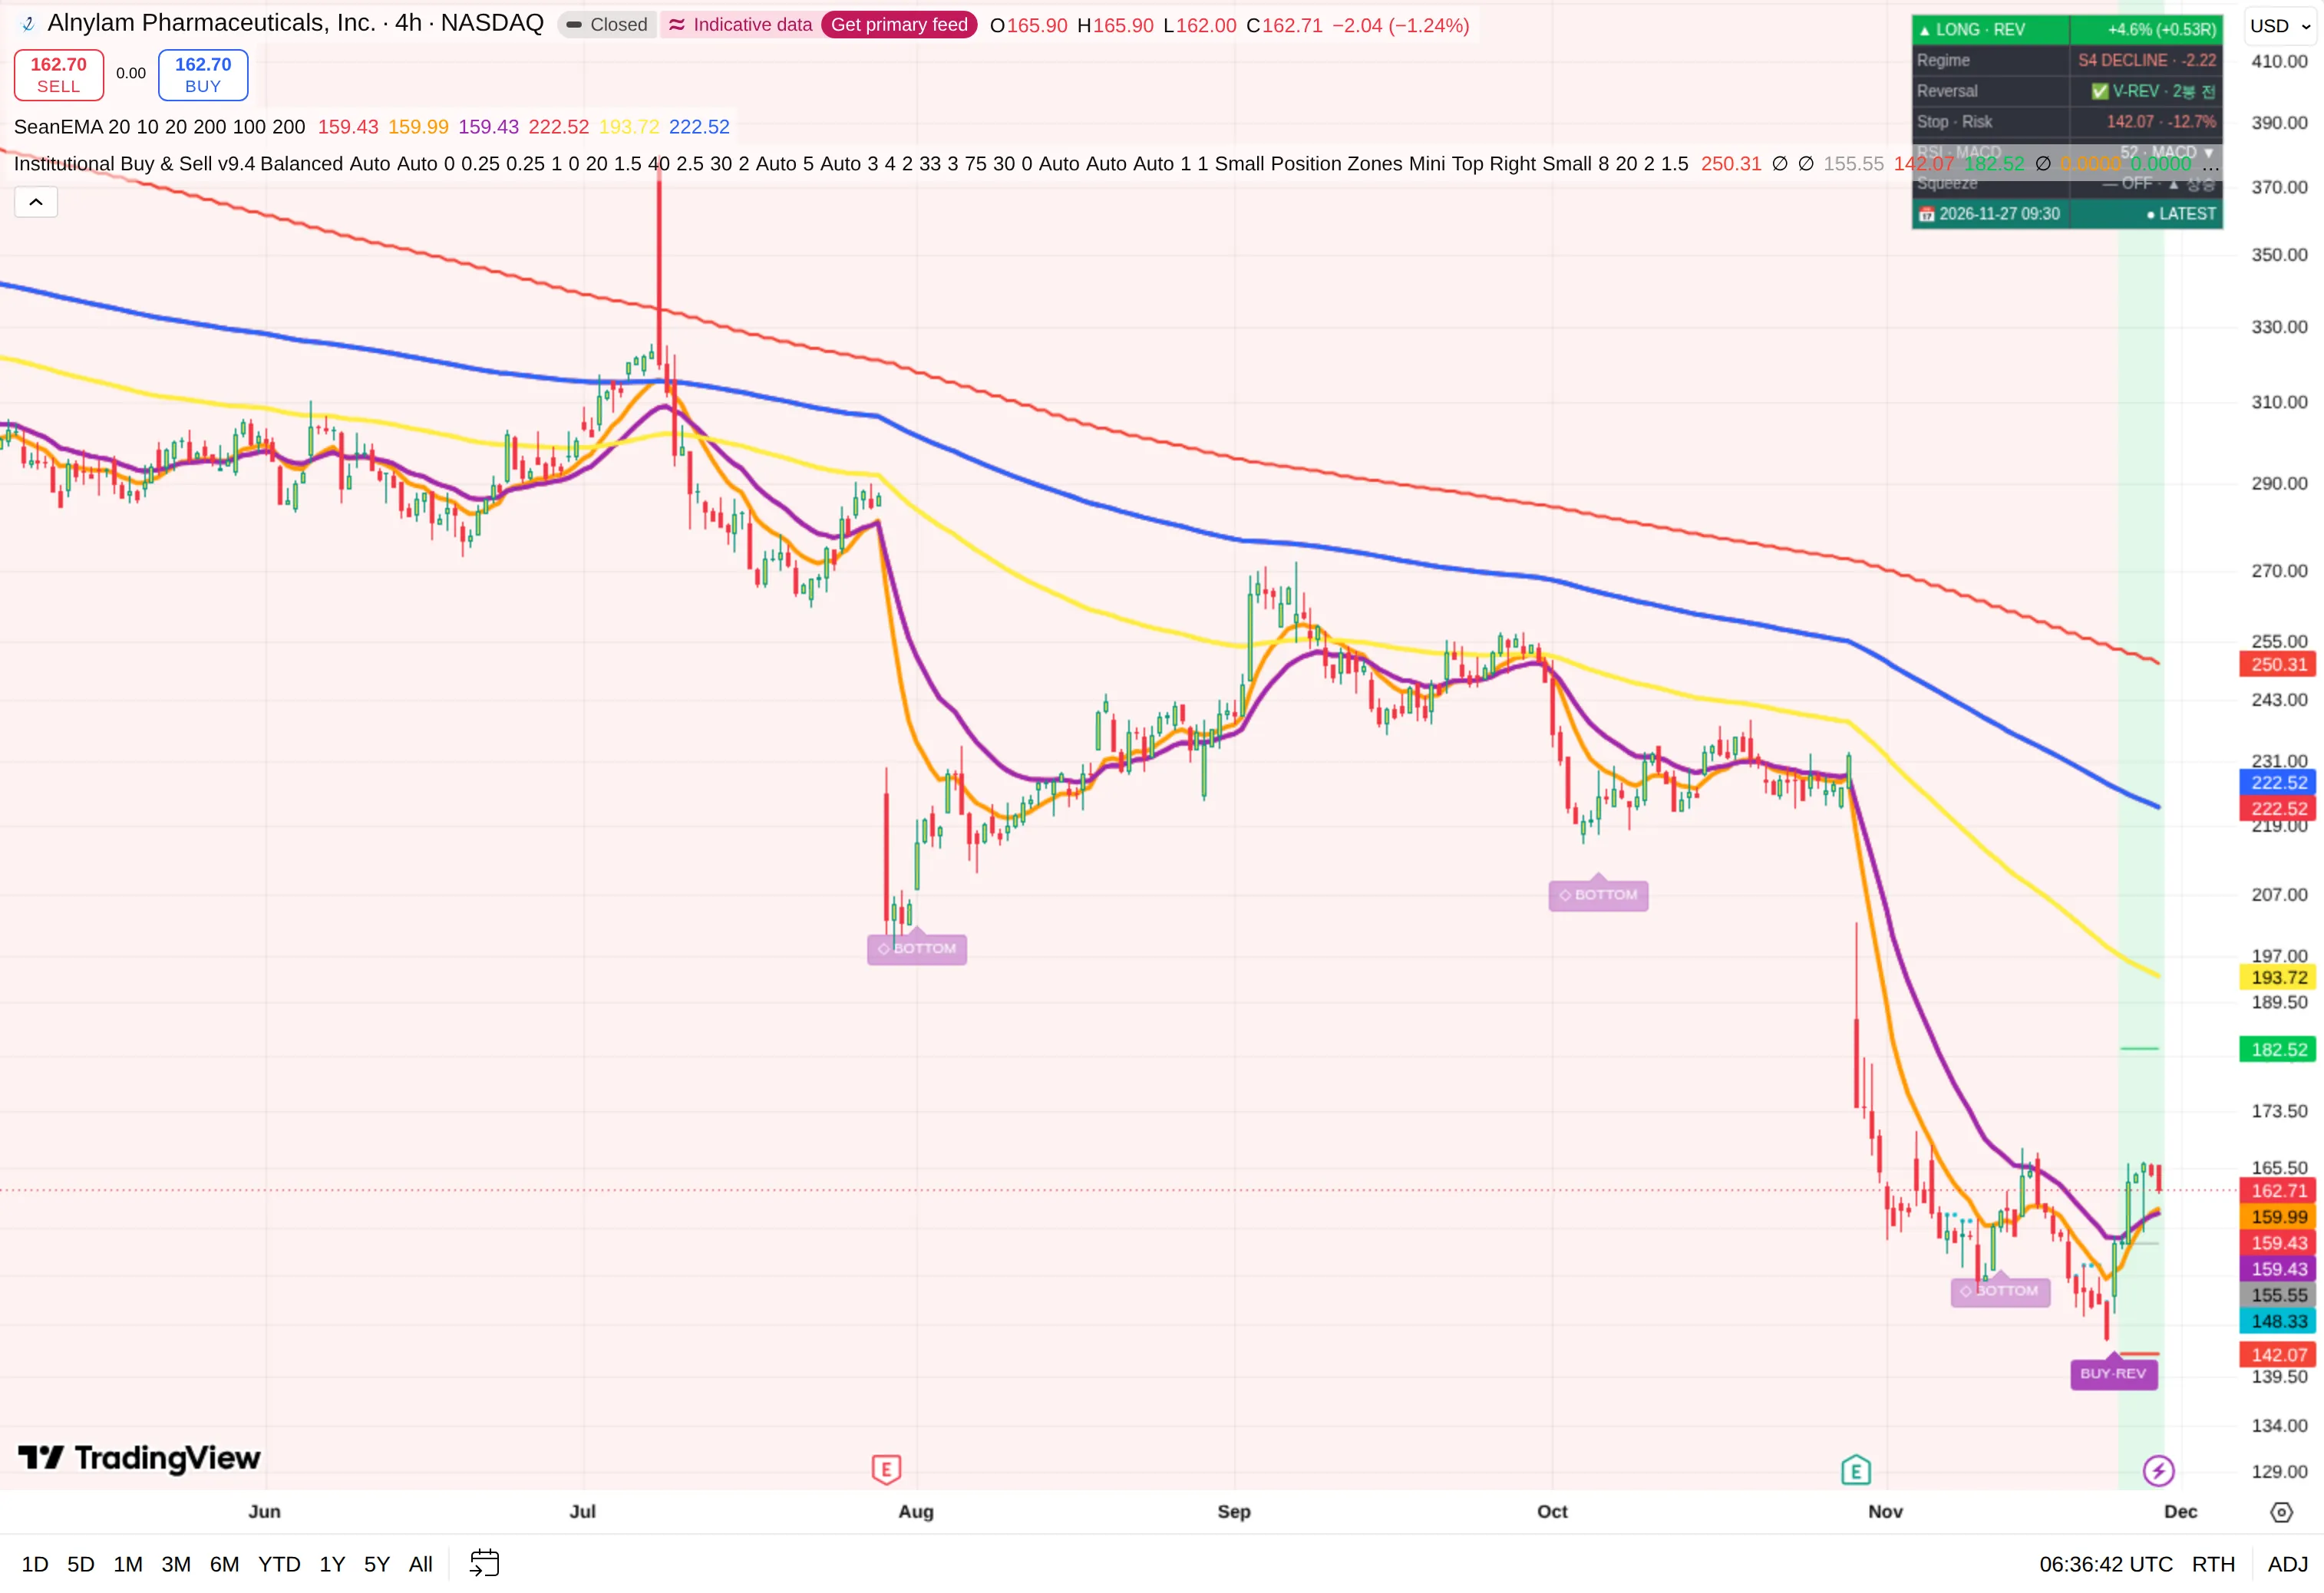 Alnylam Pharmaceuticals, Inc. · 4h · NASDAQ Closed Indicative data Get primary feed O165.90 H165.90 L162.00 C162.71 −2.04 (−1.24%)
162.70 SELL 0.00 162.70 BUY
SeanEMA 20 10 20 200 100 200 159.43 159.99 159.43 222.52 193.72 222.52
Institutional Buy & Sell v9.4 Balanced Auto Auto 0 0.25 0.25 1 0 20 1.5 40 2.5 30 2 Auto 5 Auto 3 4 2 33 3 75 30 0 Auto Auto Auto 1 1 Small Position Zones Mini Top Right Small 8 20 2 1.5 250.31 ∅ ∅ 155.55 142.07 182.52 ∅ 0.0000 0.0000 ...
▲ LONG · REV +4.6% (+0.53R)
Regime S4 DECLINE · -2.22
Reversal ✅ V-REV · 2봉 전
Stop · Risk 142.07 · -12.7%
RSI · MACD 52 · MACD ▼
Squeeze — OFF · ▲ 상승
📅 2026-11-27 09:30 ● LATEST
USD
410.00
390.00
370.00
350.00
330.00
310.00
290.00
270.00
255.00
250.31
243.00
231.00
222.52
222.52
219.00
207.00
197.00
193.72
189.50
182.52
173.50
165.50
162.71
159.99
159.43
159.43
155.55
148.33
142.07
139.50
134.00
129.00
◇ BOTTOM
◇ BOTTOM
◇ BOTTOM
BUY·REV
TradingView
E
E
Jun Jul Aug Sep Oct Nov Dec
1D 5D 1M 3M 6M YTD 1Y 5Y All
06:36:42 UTC RTH ADJ